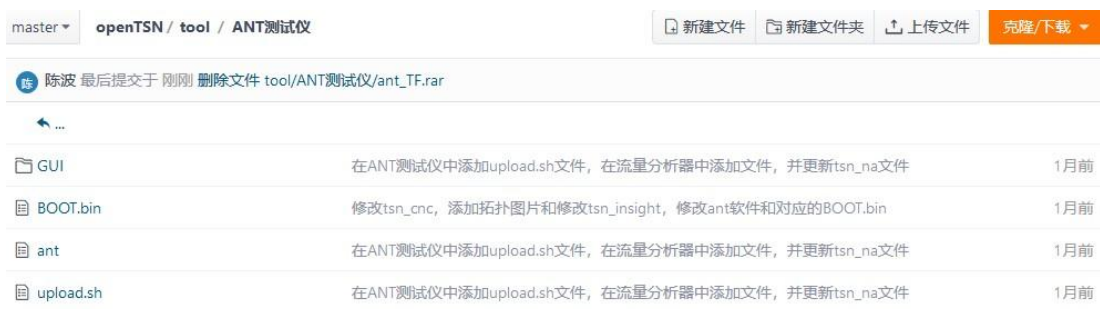 master openTSN / tool / ANT测试仪 新建文件 新建文件夹 上传文件 克隆/下载
陈 陈波 最后提交于 刚刚 删除文件 tool/ANT测试仪/ant_TF.rar
...
GUI 在ANT测试仪中添加upload.sh文件，在流量分析器中添加文件，并更新tsn_na文件 1月前
BOOT.bin 修改tsn_cnc，添加拓扑图片和修改tsn_insight，修改ant软件和对应的BOOT.bin 1月前
ant 在ANT测试仪中添加upload.sh文件，在流量分析器中添加文件，并更新tsn_na文件 1月前
upload.sh 在ANT测试仪中添加upload.sh文件，在流量分析器中添加文件，并更新tsn_na文件 1月前